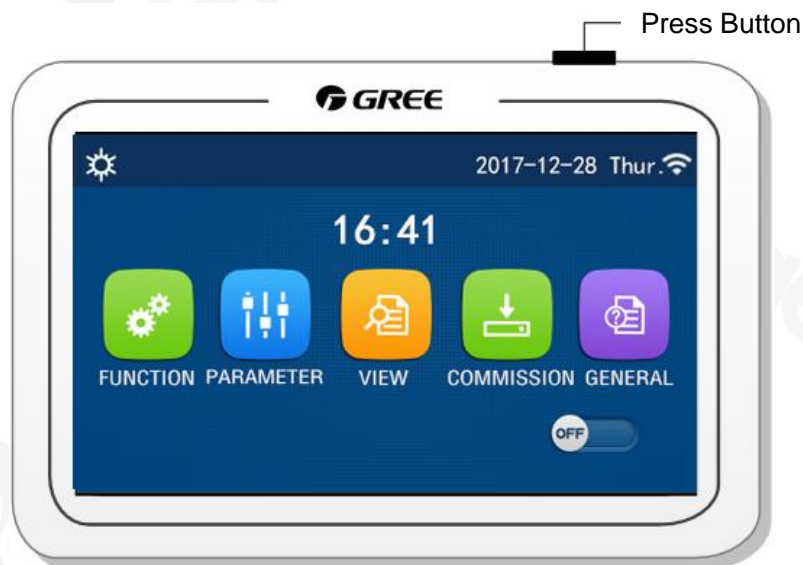 Press Button
GREE
2017-12-28 Thur.
16:41
FUNCTION PARAMETER VIEW COMMISSION GENERAL
OFF